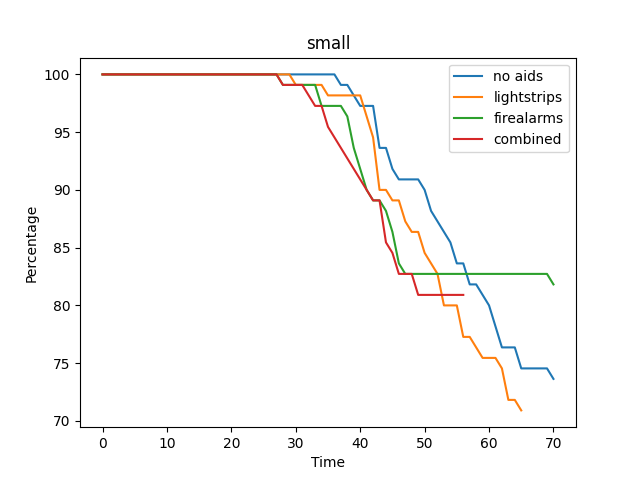 small
100
95
90
85
80
75
70
Percentage
0 10 20 30 40 50 60 70
Time
no aids
lightstrips
firealarms
combined